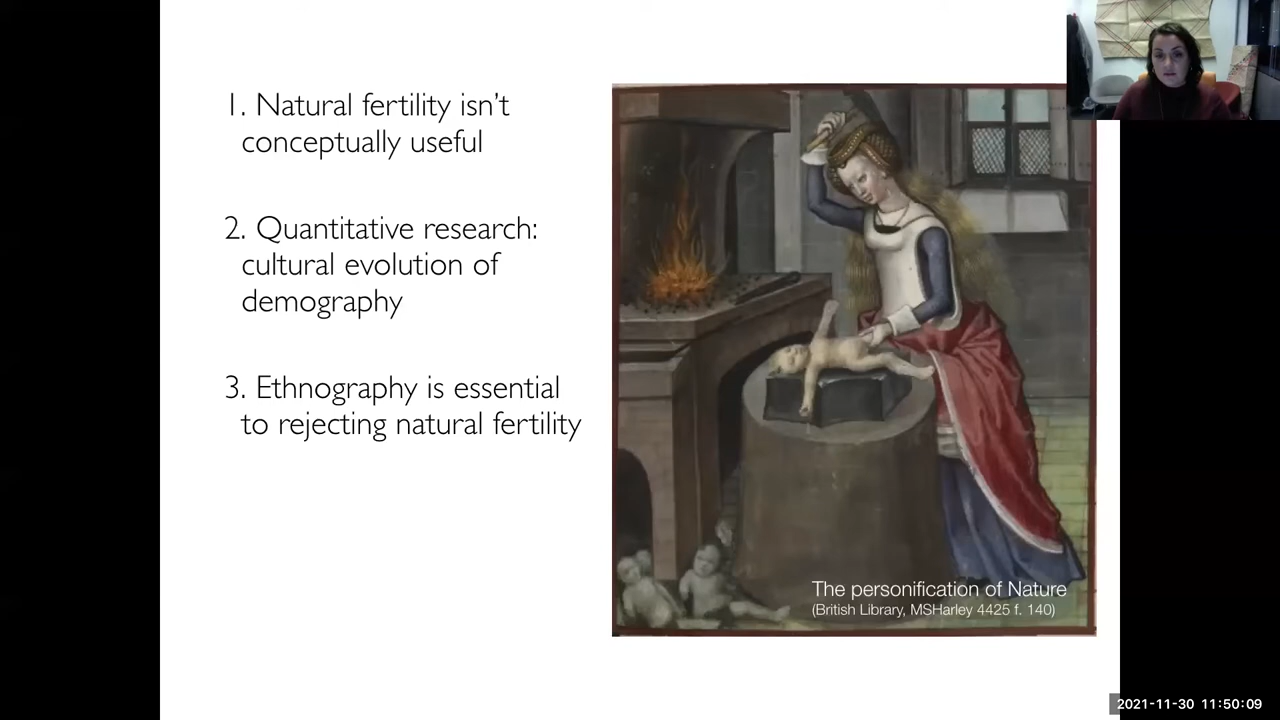 1. Natural fertility isn’t
conceptually useful
2. Quantitative research:
cultural evolution of
demography
3. Ethnography is essential
to rejecting natural fertility
The personification of Nature
(British Library, MSHarley 4425 f. 140)
2021-11-30 11:50:09